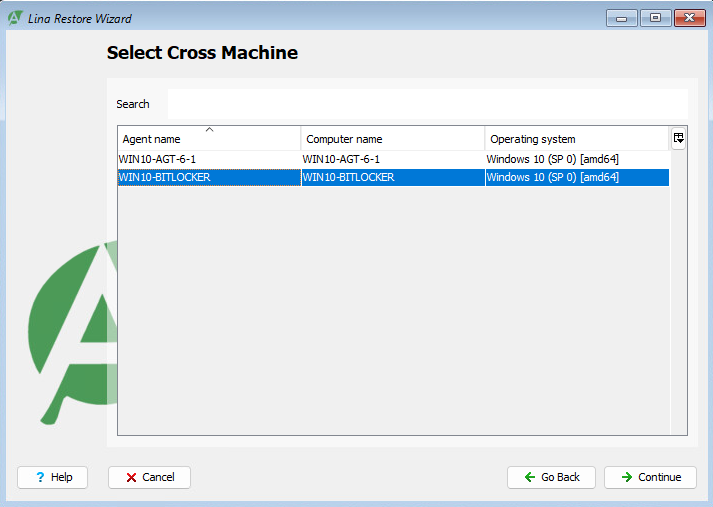 Lina Restore Wizard
Select Cross Machine
Search
Agent name Computer name Operating system
WIN10-AGT-6-1 WIN10-AGT-6-1 Windows 10 (SP 0) [amd64]
WIN10-BITLOCKER WIN10-BITLOCKER Windows 10 (SP 0) [amd64]
? Help Cancel Go Back Continue